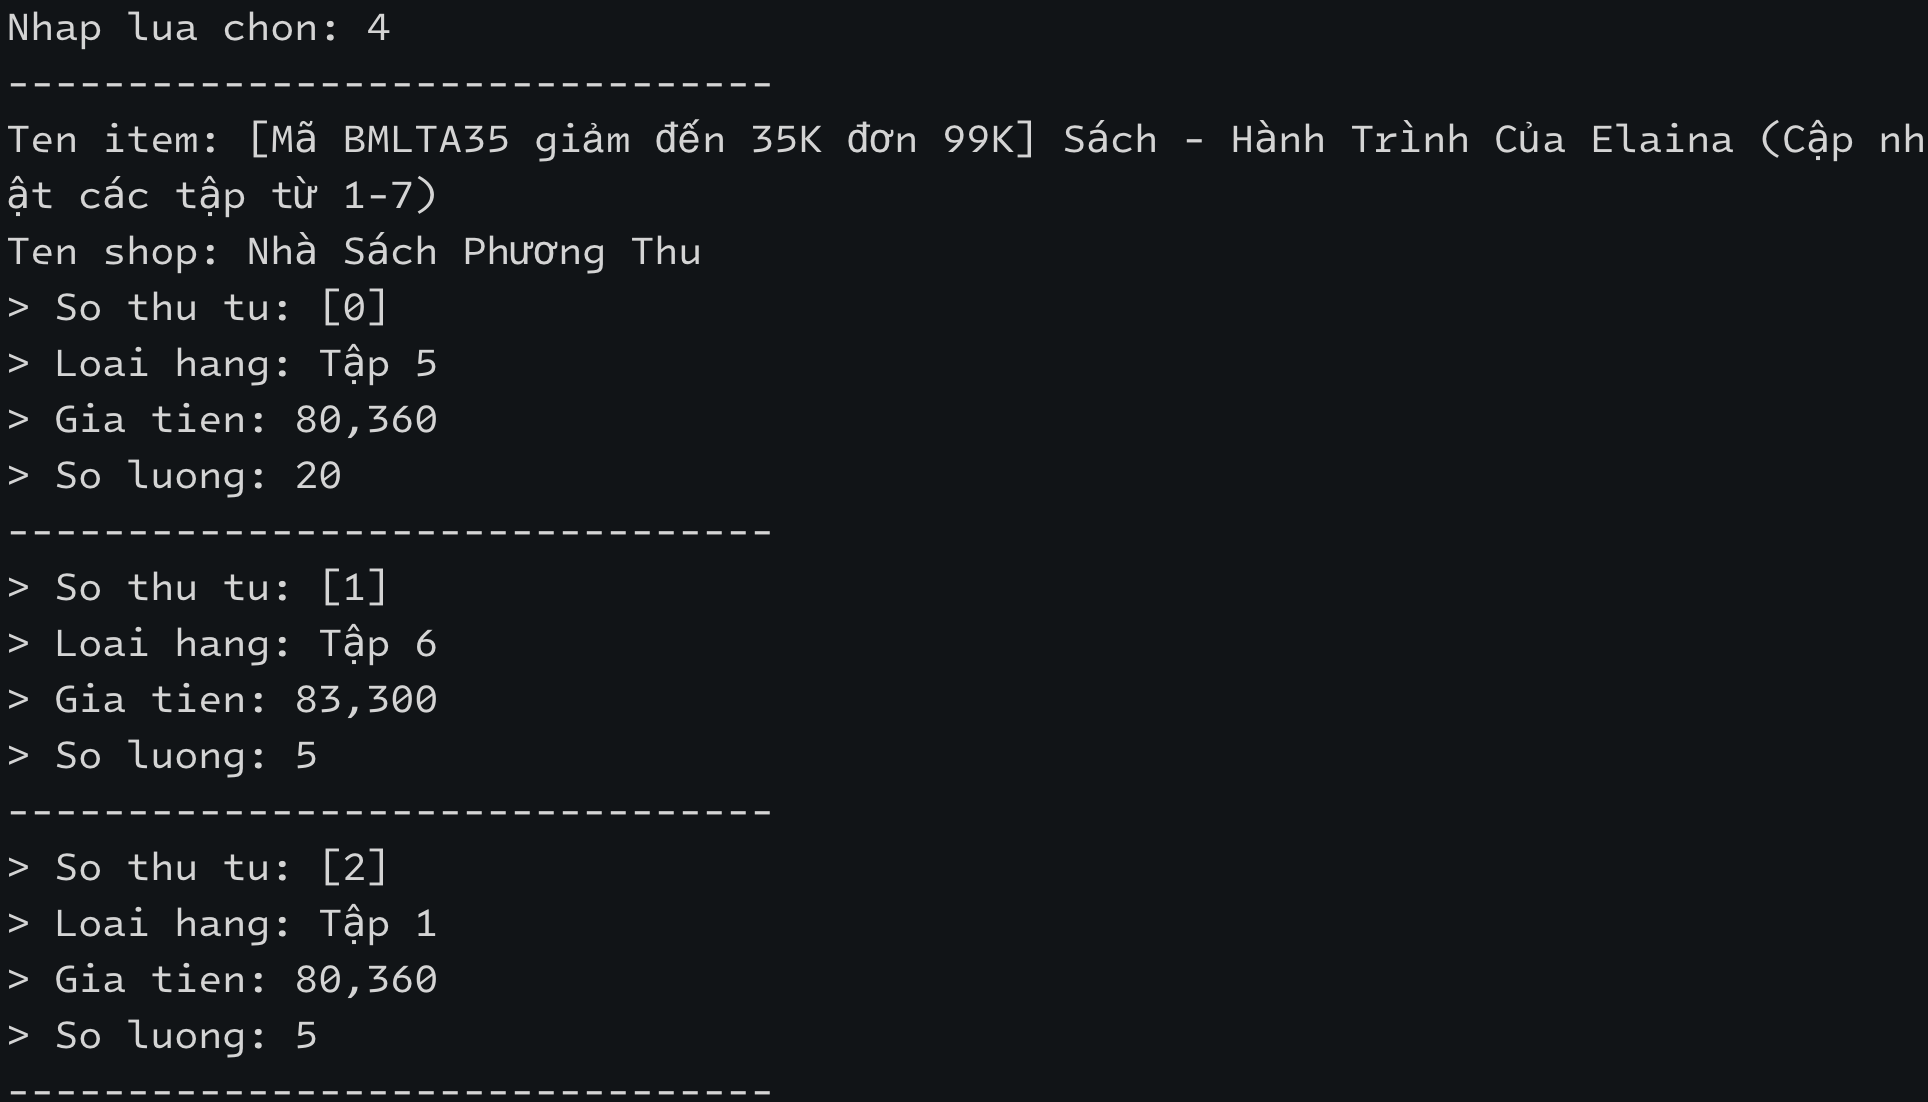 Nhap lua chon: 4
--------------------------------
Ten item: [Mã BMLTA35 giảm đến 35K đơn 99K] Sách - Hành Trình Của Elaina (Cập nh
ật các tập từ 1-7)
Ten shop: Nhà Sách Phương Thu
> So thu tu: [0]
> Loai hang: Tập 5
> Gia tien: 80,360
> So luong: 20
--------------------------------
> So thu tu: [1]
> Loai hang: Tập 6
> Gia tien: 83,300
> So luong: 5
--------------------------------
> So thu tu: [2]
> Loai hang: Tập 1
> Gia tien: 80,360
> So luong: 5
--------------------------------